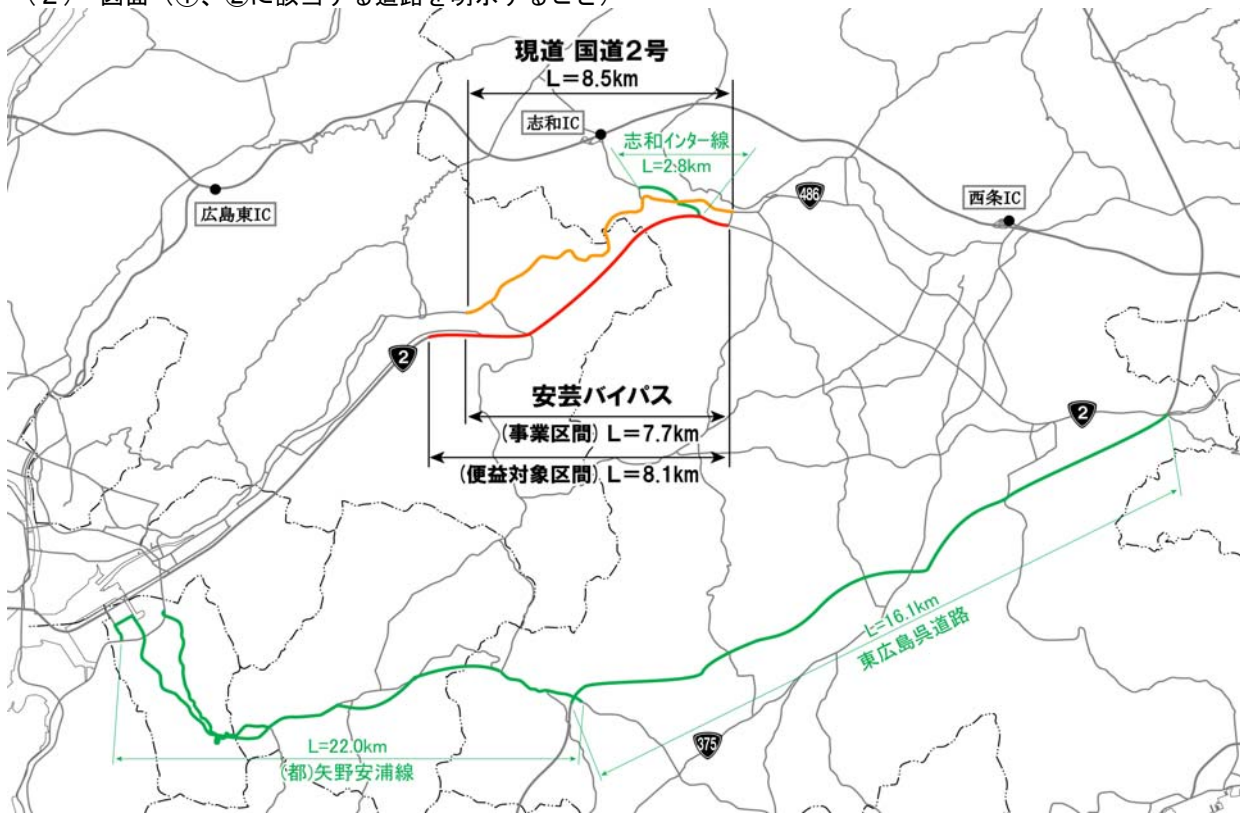 (2) 図面(①、②に該当する道路を明示すること)
現道 国道2号
L=8.5km
志和IC
志和インター線
L=2.8km
486
広島東IC
西条IC
2
安芸バイパス
(事業区間) L=7.7km
(便益対象区間) L=8.1km
2
L=16.1km
東広島呉道路
375
L=22.0km
(都)矢野安浦線